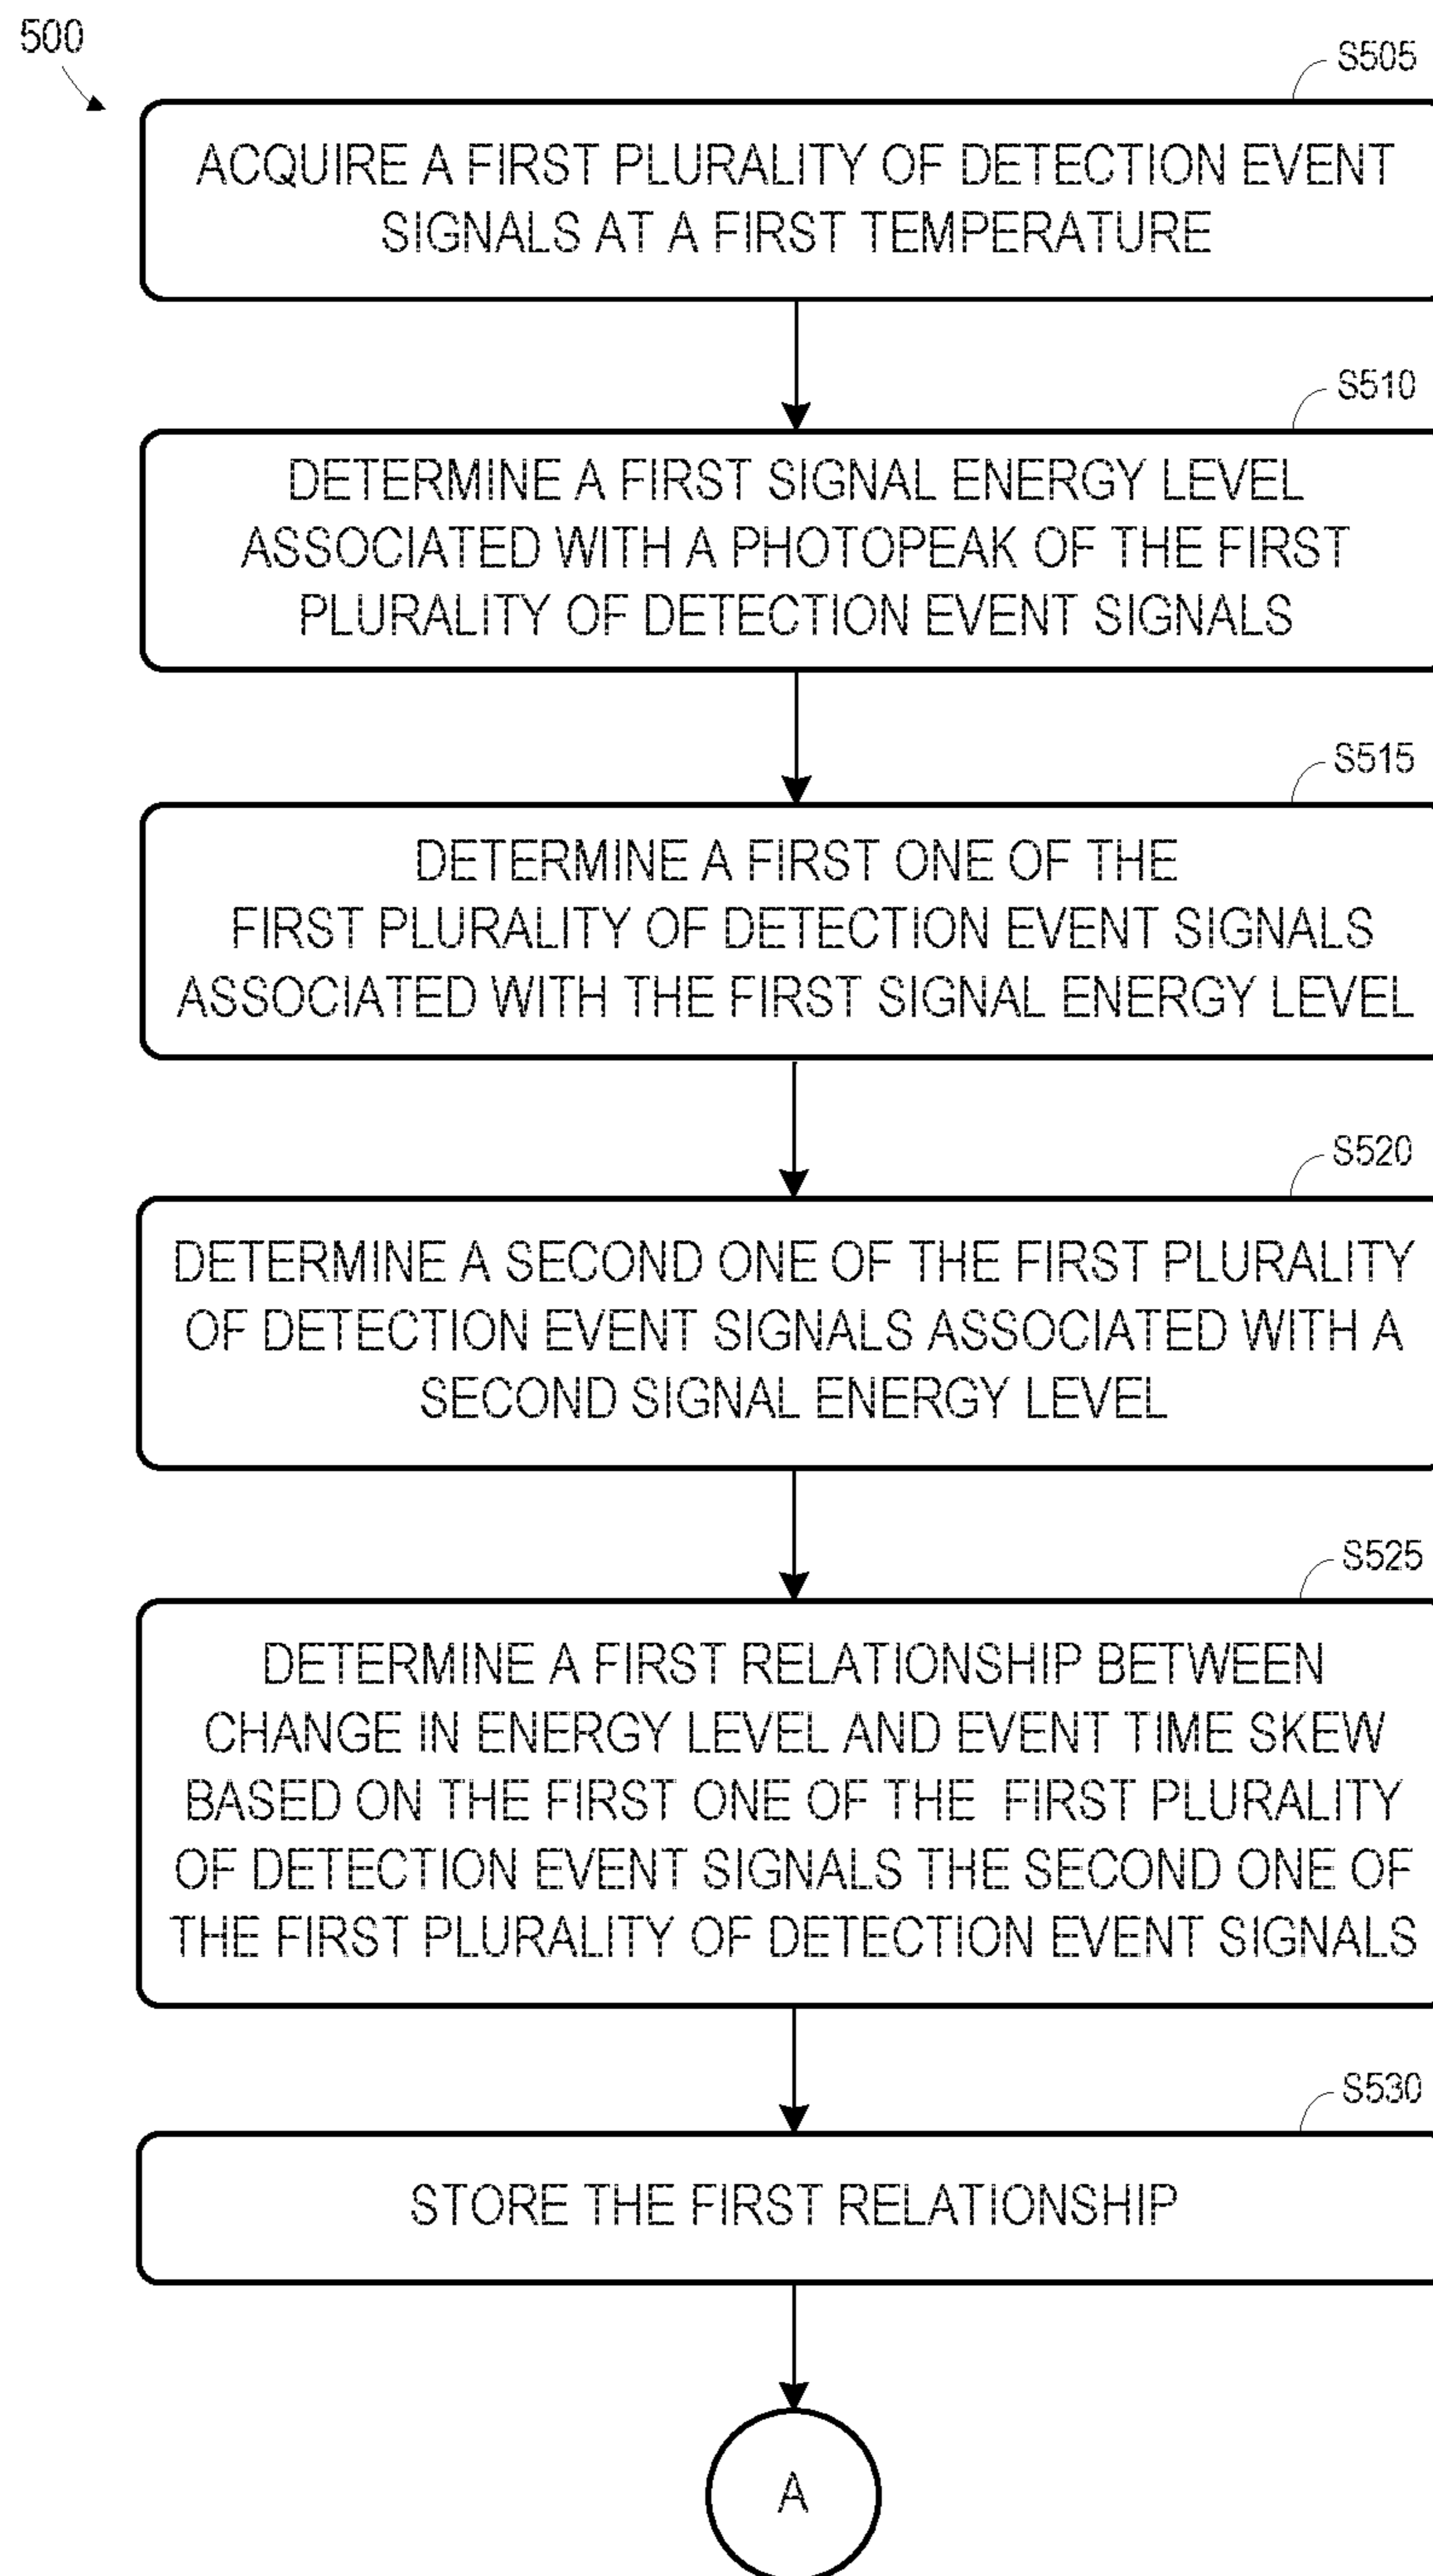 500
S505
ACQUIRE A FIRST PLURALITY OF DETECTION EVENT
SIGNALS AT A FIRST TEMPERATURE
S510
DETERMINE A FIRST SIGNAL ENERGY LEVEL
ASSOCIATED WITH A PHOTOPEAK OF THE FIRST
PLURALITY OF DETECTION EVENT SIGNALS
S515
DETERMINE A FIRST ONE OF THE
FIRST PLURALITY OF DETECTION EVENT SIGNALS
ASSOCIATED WITH THE FIRST SIGNAL ENERGY LEVEL
S520
DETERMINE A SECOND ONE OF THE FIRST PLURALITY
OF DETECTION EVENT SIGNALS ASSOCIATED WITH A
SECOND SIGNAL ENERGY LEVEL
S525
DETERMINE A FIRST RELATIONSHIP BETWEEN
CHANGE IN ENERGY LEVEL AND EVENT TIME SKEW
BASED ON THE FIRST ONE OF THE FIRST PLURALITY
OF DETECTION EVENT SIGNALS THE SECOND ONE OF
THE FIRST PLURALITY OF DETECTION EVENT SIGNALS
S530
STORE THE FIRST RELATIONSHIP
A